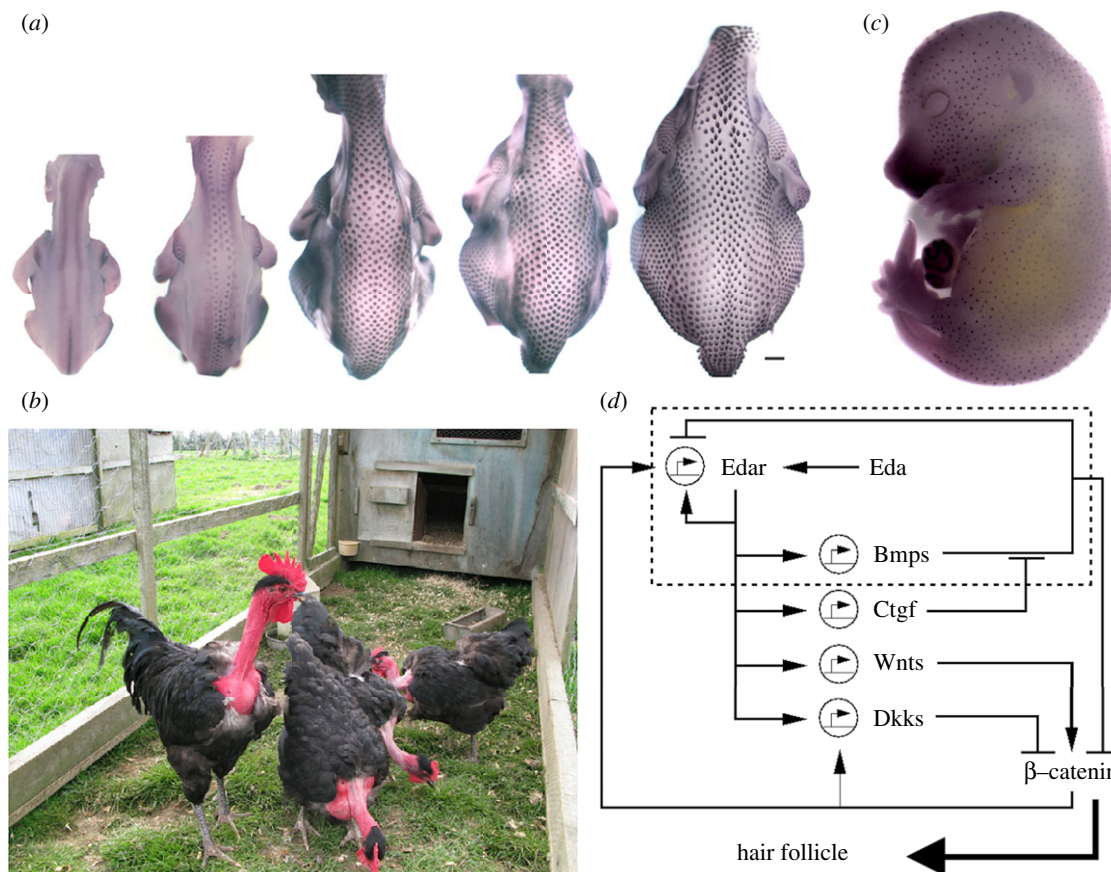 (a)
(c)
(b)
(d)
Edar
Eda
Bmps
Ctgf
Wnts
Dkks
β–catenin
hair follicle